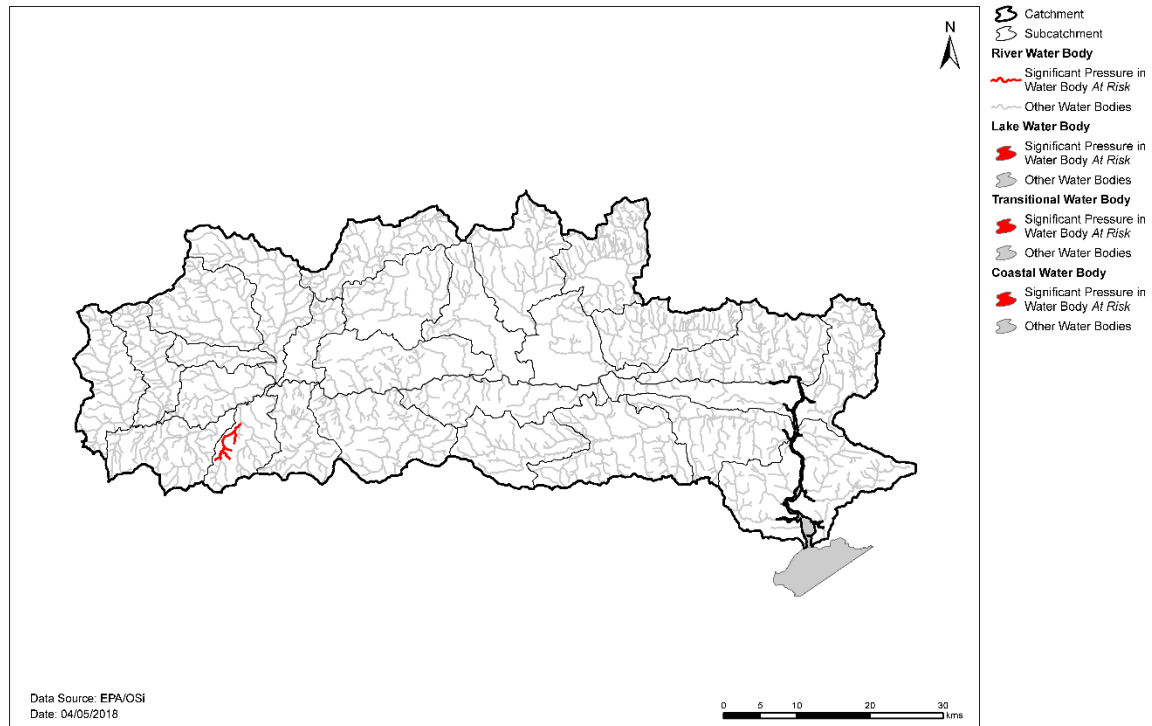 N
Catchment
Subcatchment
River Water Body
Significant Pressure in
Water Body At Risk
Other Water Bodies
Lake Water Body
Significant Pressure in
Water Body At Risk
Other Water Bodies
Transitional Water Body
Significant Pressure in
Water Body At Risk
Other Water Bodies
Coastal Water Body
Significant Pressure in
Water Body At Risk
Other Water Bodies
Data Source: EPA/OSi
Date: 04/05/2018
0 5 10 20 30
kms